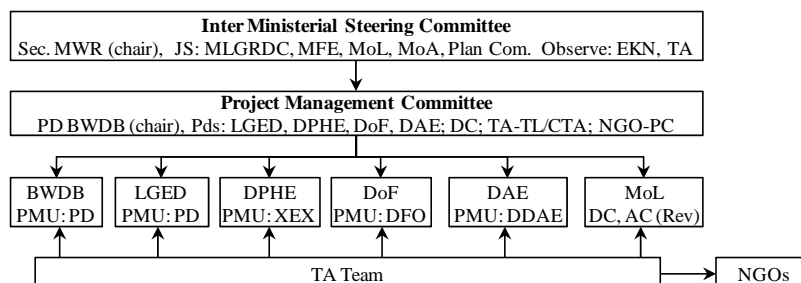 Inter Ministerial Steering Committee
Sec. MWR (chair), JS: MLGRDC, MFE, MoL, MoA, Plan Com. Observe: EKN, TA
Project Management Committee
PD BWDB (chair), Pds: LGED, DPHE, DoF, DAE; DC; TA-TL/CTA; NGO-PC
BWDB LGED DPHE DoF DAE MoL
PMU: PD PMU: PD PMU: XEX PMU: DFO PMU: DDAE DC, AC (Rev)
TA Team NGOs